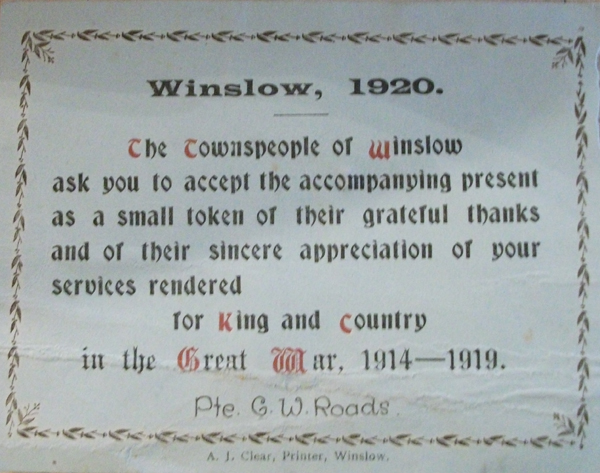 Winslow, 1920.
The Townspeople of Winslow
ask you to accept the accompanying present
as a small token of their grateful thanks
and of their sincere appreciation of your
services rendered
for King and Country
in the Great War, 1914—1919.
Pte. G. W. Roads.
A. J. Clear, Printer, Winslow.